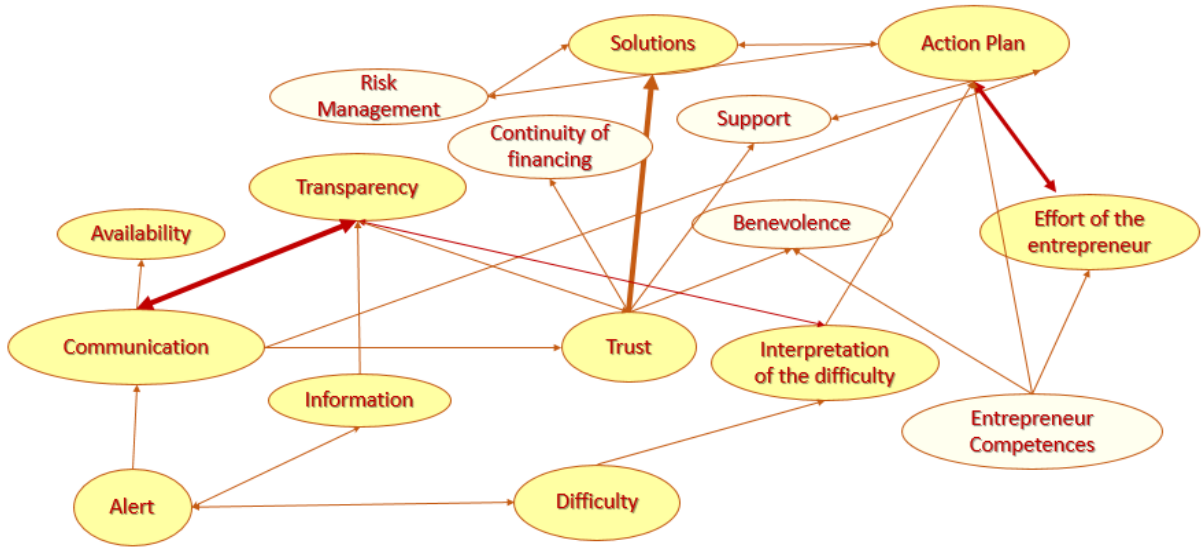 Solutions
Action Plan
Risk
Management
Support
Continuity of
financing
Transparency
Availability
Benevolence
Effort of the
entrepreneur
Communication
Trust
Interpretation
of the difficulty
Information
Entrepreneur
Competences
Alert
Difficulty